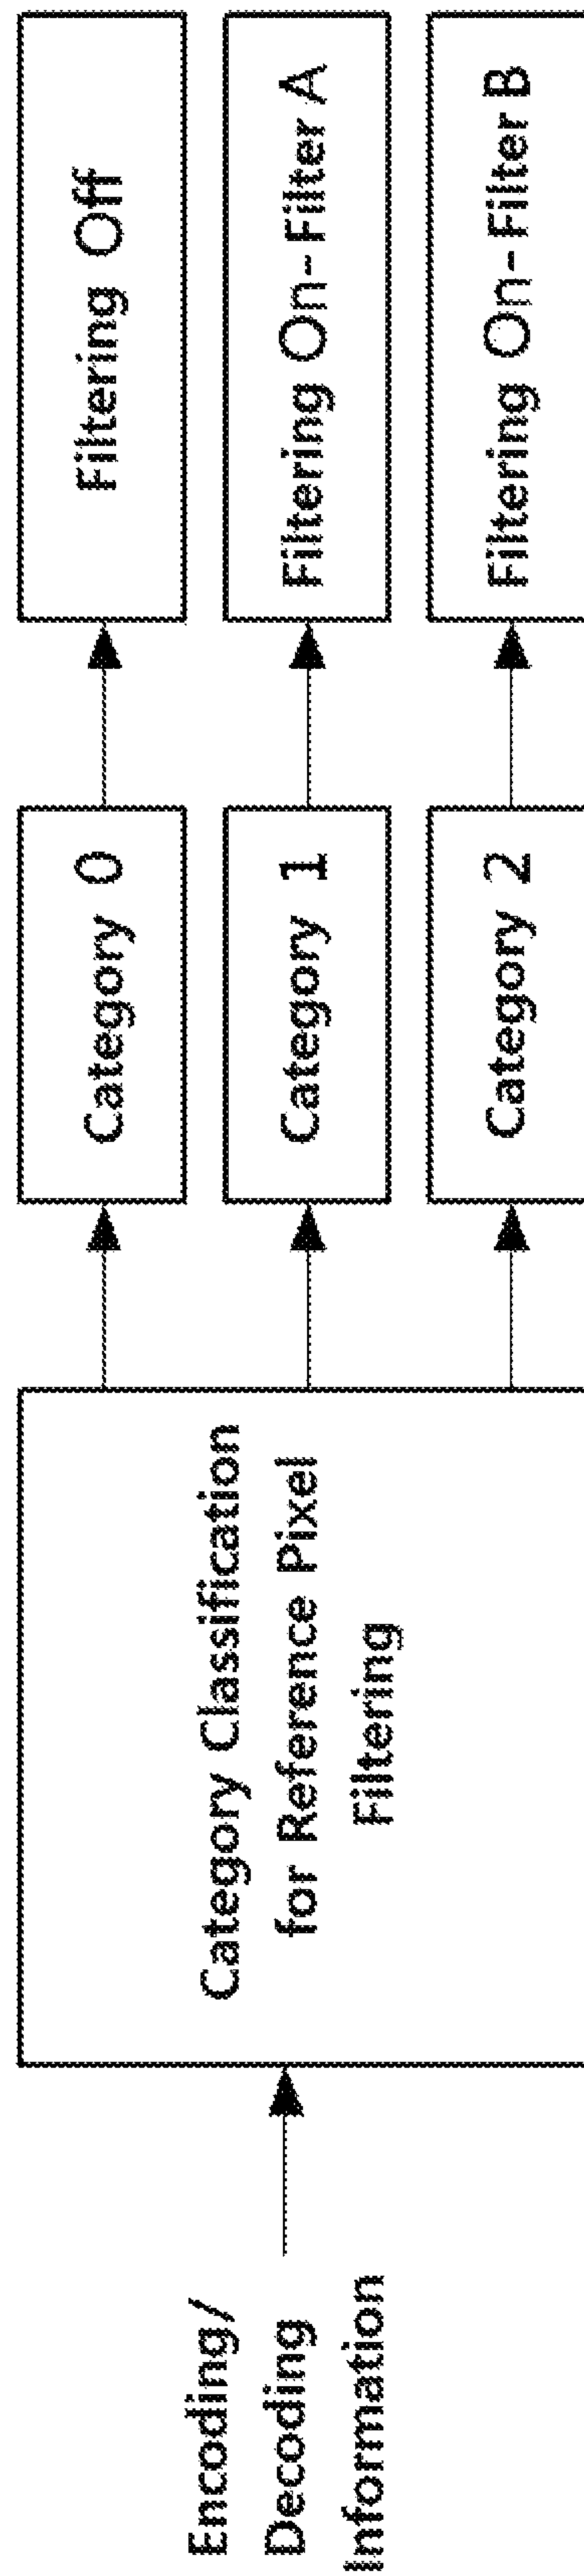 Encoding/
Decoding
Information
Category Classification
for Reference Pixel
Filtering
Category 0
Category 1
Category 2
Filtering Off
Filtering On-Filter A
Filtering On-Filter B